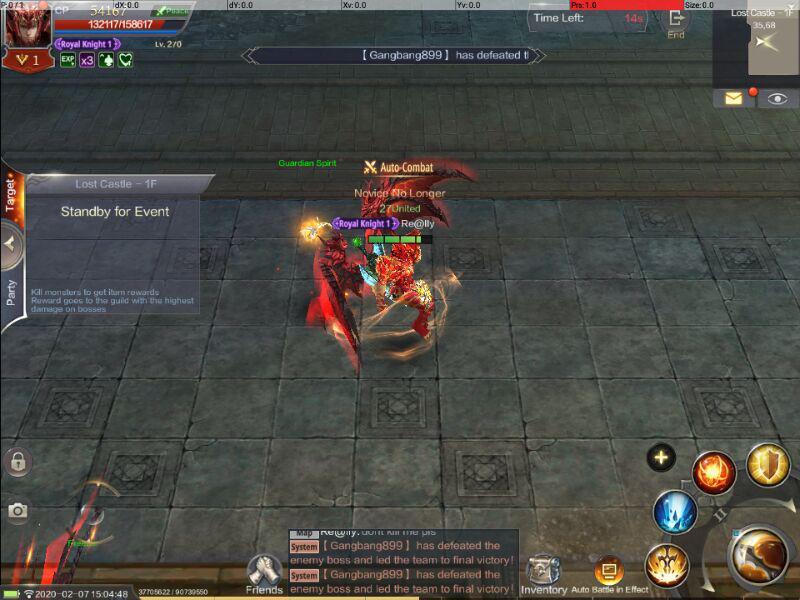 P:0 / 1
dX:0.0
dY:0.0
Xv:0.0
Yv:0.0
Prs:1.0
Size:0.0
CP 54167
Peace
132117/158617
Royal Knight 1
Lv. 2/0
1
EXP
x3
Time Left: 14s
End
Lost Castle - 1F
35,68
【 Gangbang899 】 has defeated t
Guardian Spirit
Auto-Combat
Novice No Longer
27United
Royal Knight 1
Re@lly
Target
Party
Lost Castle - 1F
Standby for Event
Kill monsters to get item rewards
Reward goes to the guild with the highest
damage on bosses
Map Re@lly: dont kill me pls
System 【 Gangbang899 】 has defeated the
enemy boss and led the team to final victory!
System 【 Gangbang899 】 has defeated the
enemy boss and led the team to final victory!
Friends
Inventory
Auto Battle in Effect
2020-02-07 15:04:48
37705622 / 90739550